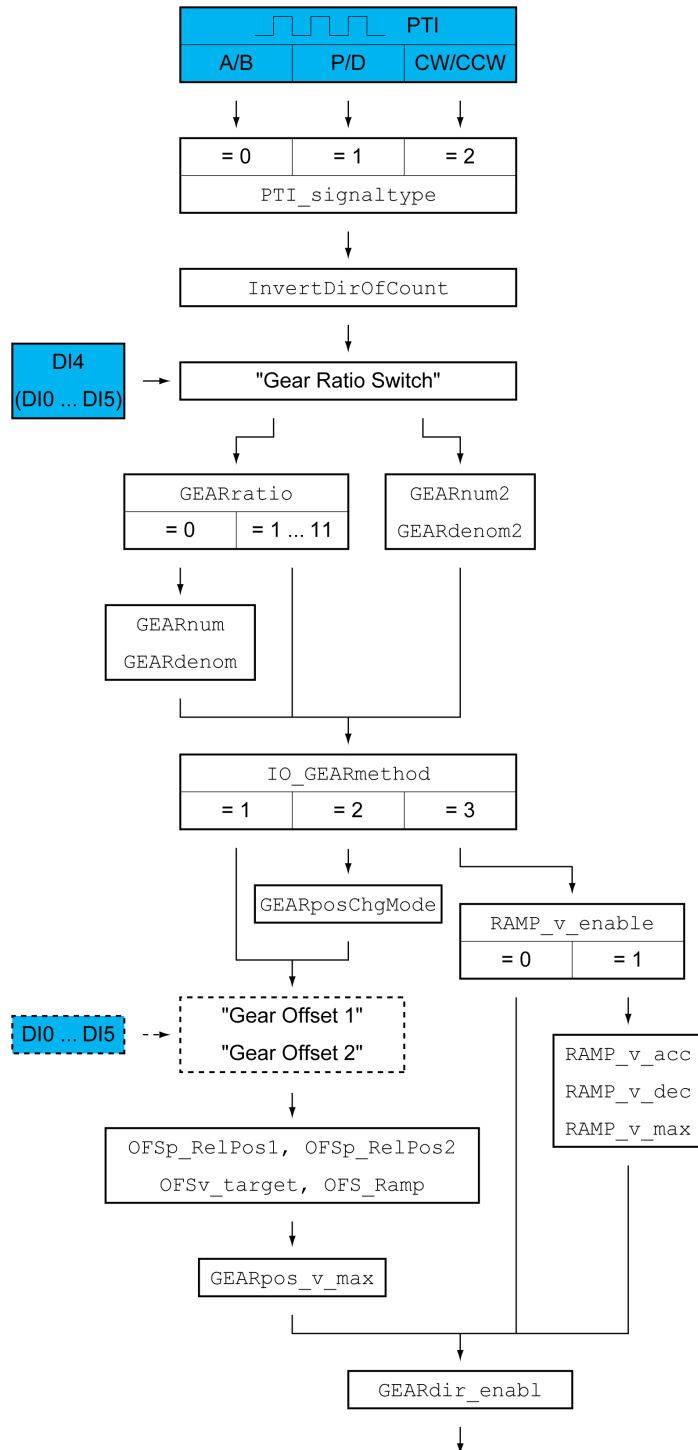 PTI
A/B P/D CW/CCW
= 0 = 1 = 2
PTI_signaltype
InvertDirOfCount
DI4
(DI0 ... DI5)
"Gear Ratio Switch"
GEARratio
= 0 = 1 ... 11
GEARnum2
GEARdenom2
GEARnum
GEARdenom
IO_GEARmethod
= 1 = 2 = 3
GEARposChgMode
RAMP_v_enable
= 0 = 1
DI0 ... DI5
"Gear Offset 1"
"Gear Offset 2"
RAMP_v_acc
RAMP_v_dec
RAMP_v_max
OFSp_RelPos1, OFSp_RelPos2
OFSv_target, OFS_Ramp
GEARpos_v_max
GEARdir_enabl